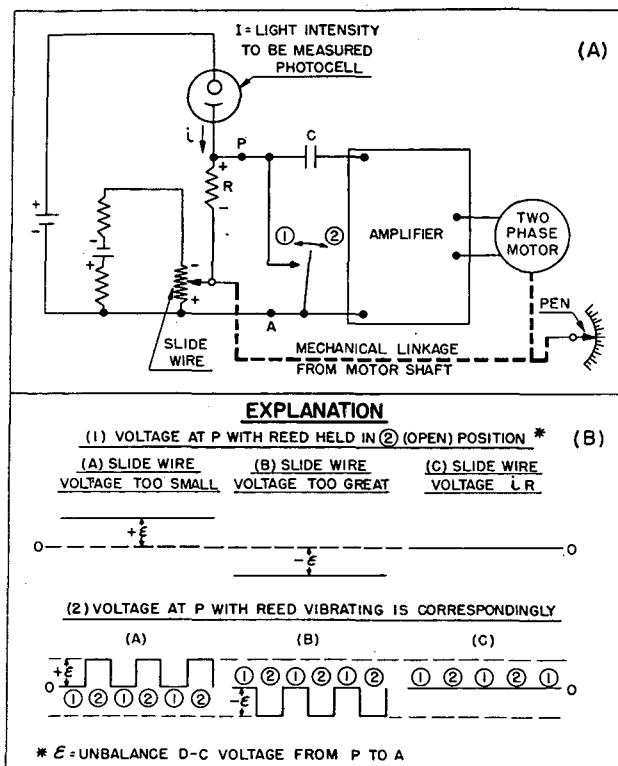 I = LIGHT INTENSITY
TO BE MEASURED
PHOTOCELL
(A)
i
P
C
+
R
-
+
-
-
+
-
+
① ②
AMPLIFIER
TWO
PHASE
MOTOR
A
PEN
SLIDE
WIRE
MECHANICAL LINKAGE
FROM MOTOR SHAFT
EXPLANATION
(1) VOLTAGE AT P WITH REED HELD IN ② (OPEN) POSITION *
(B)
(A) SLIDE WIRE
VOLTAGE TOO SMALL
(B) SLIDE WIRE
VOLTAGE TOO GREAT
(C) SLIDE WIRE
VOLTAGE i R
+ε
O
-ε
O
(2) VOLTAGE AT P WITH REED VIBRATING IS CORRESPONDINGLY
(A)
(B)
(C)
+ε
O
① ② ① ② ① ②
① ② ① ② ① ②
-ε
① ② ① ② ①
O
* ε = UNBALANCE D-C VOLTAGE FROM P TO A